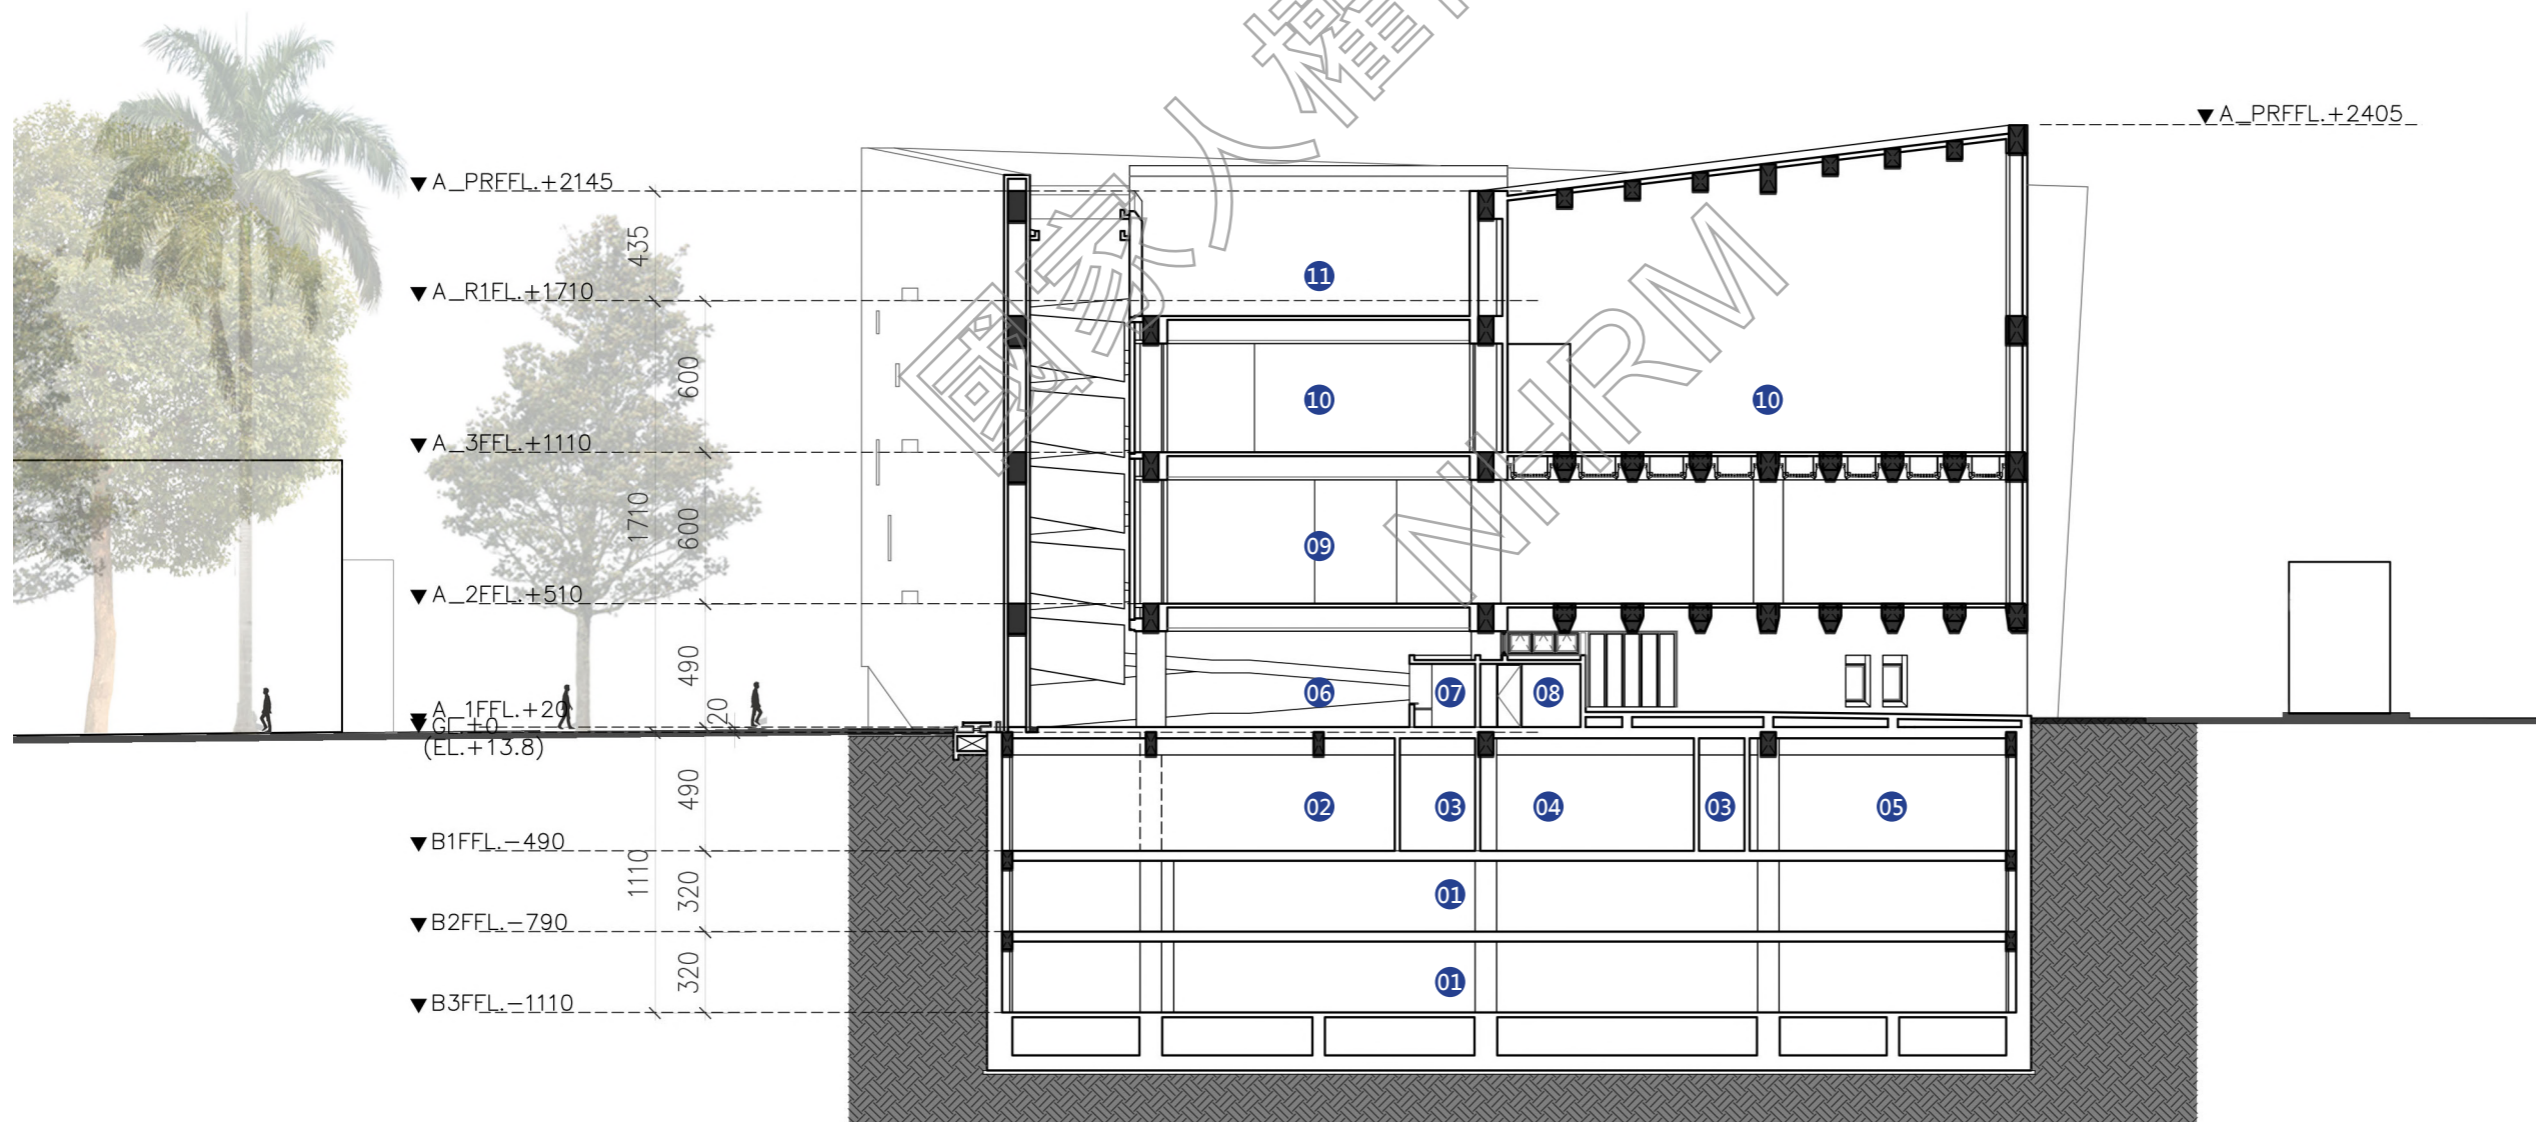 國家人權
NHRM
A_PRFFL.+2405
A_PRFFL.+2145
435
A_R1FL.+1710
11
600
10
10
A_3FFL.+1110
1710
600
09
A_2FFL.+510
490
A_1FFL.+20
20
GL.+0
(EL.+13.8)
06
07
08
490
02
03
04
03
05
B1FFL.-490
1110
320
01
B2FFL.-790
320
01
B3FFL.-1110